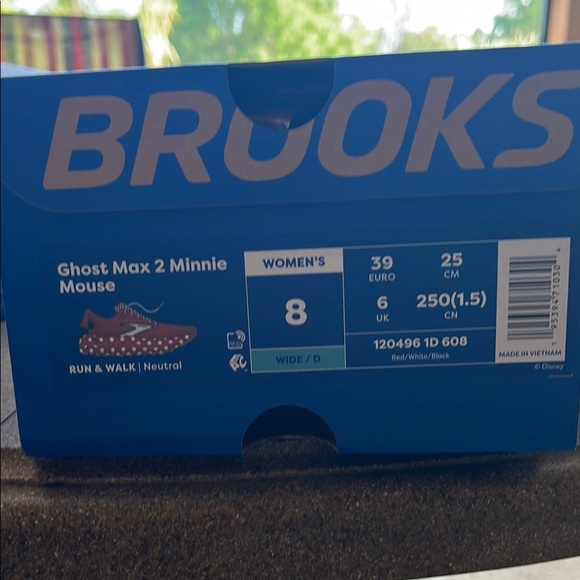 BROOKS
Ghost Max 2 Minnie
Mouse
RUN & WALK | Neutral
WOMEN'S
8
WIDE / D
39
EURO
25
CM
6
UK
250(1.5)
CN
120496 1D 608
Red/White/Black
MADE IN VIETNAM
© Disney